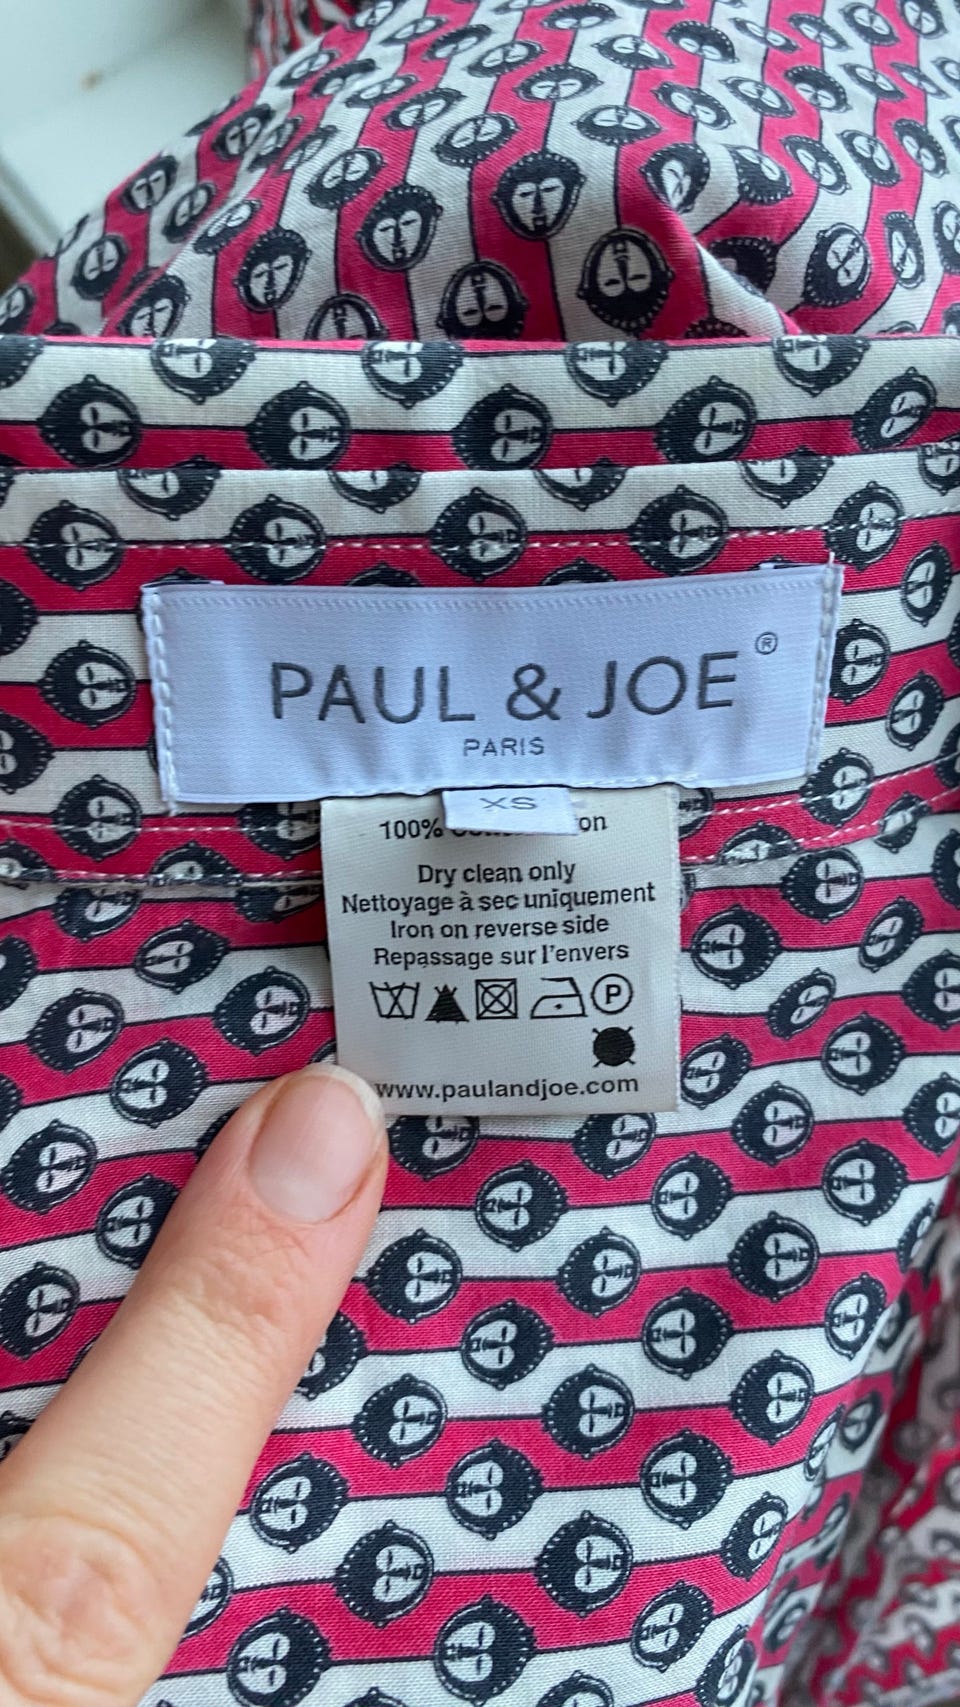 PAUL & JOE ®
PARIS
XS
100%
Dry clean only
Nettoyage à sec uniquement
Iron on reverse side
Repassage sur l'envers
P
www.paulandjoe.com